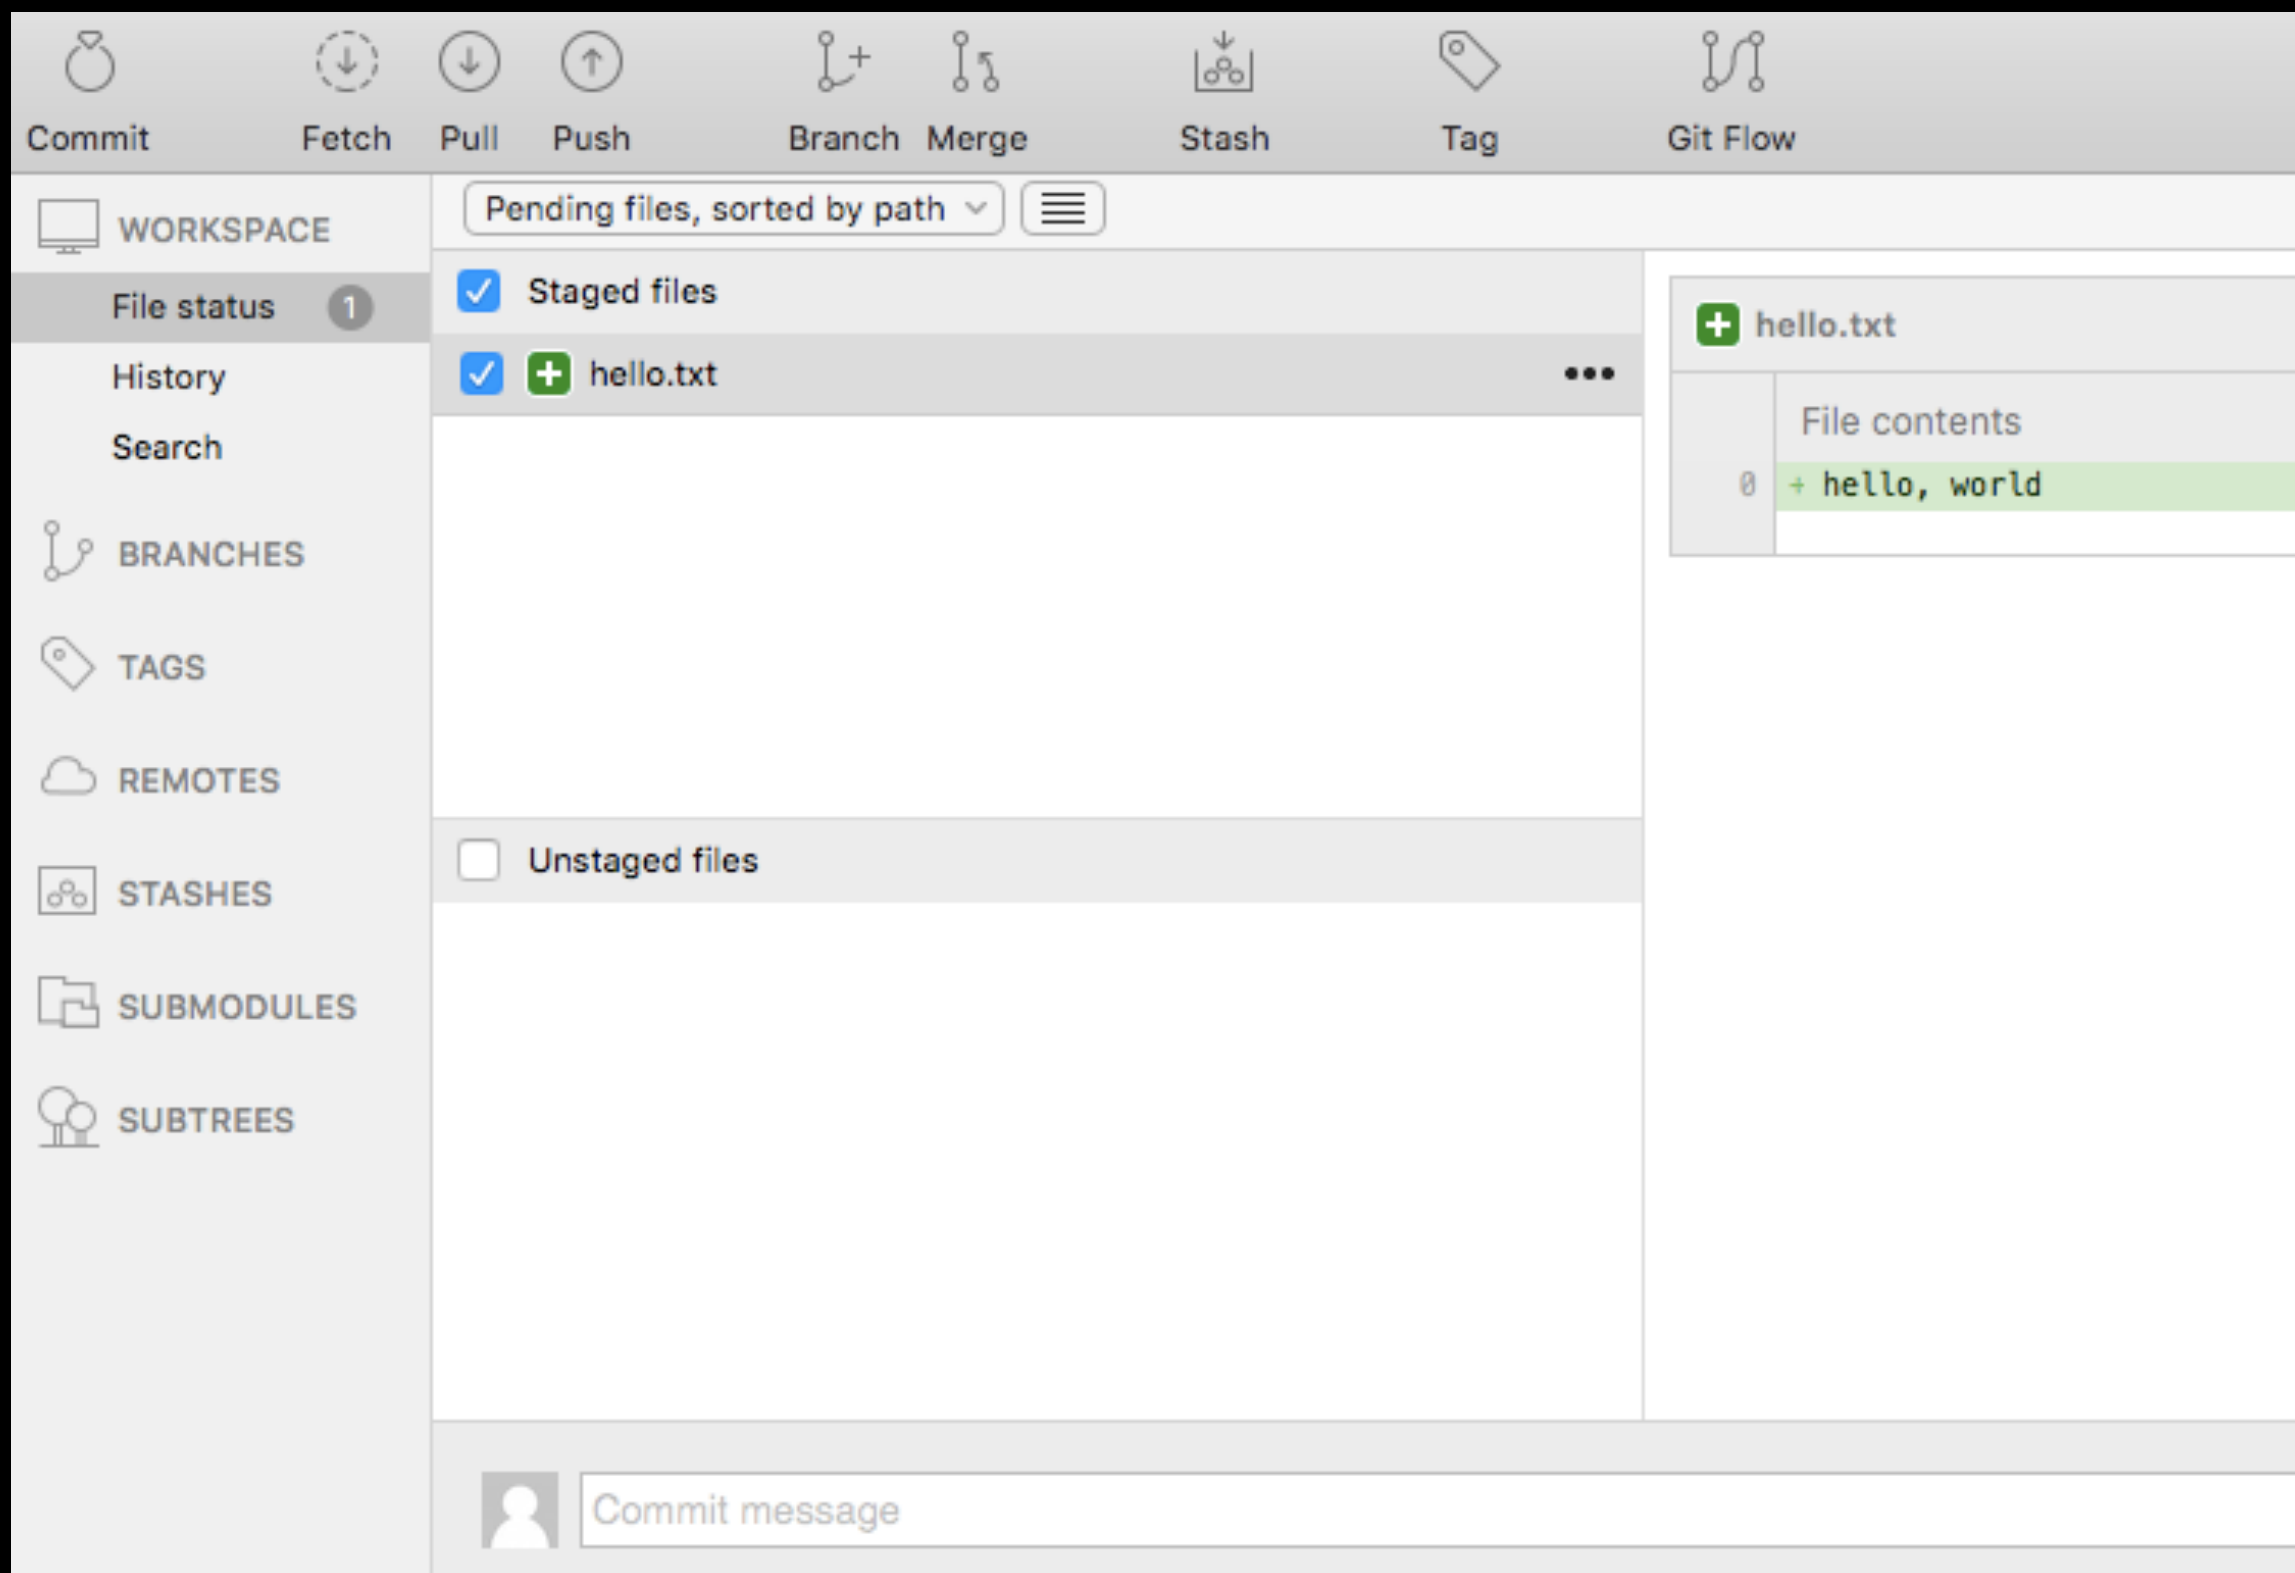 Commit Fetch Pull Push Branch Merge Stash Tag Git Flow
WORKSPACE
File status 1
History
Search
BRANCHES
TAGS
REMOTES
STASHES
SUBMODULES
SUBTREES
Pending files, sorted by path
Staged files
hello.txt
Unstaged files
hello.txt
File contents
0 + hello, world
Commit message